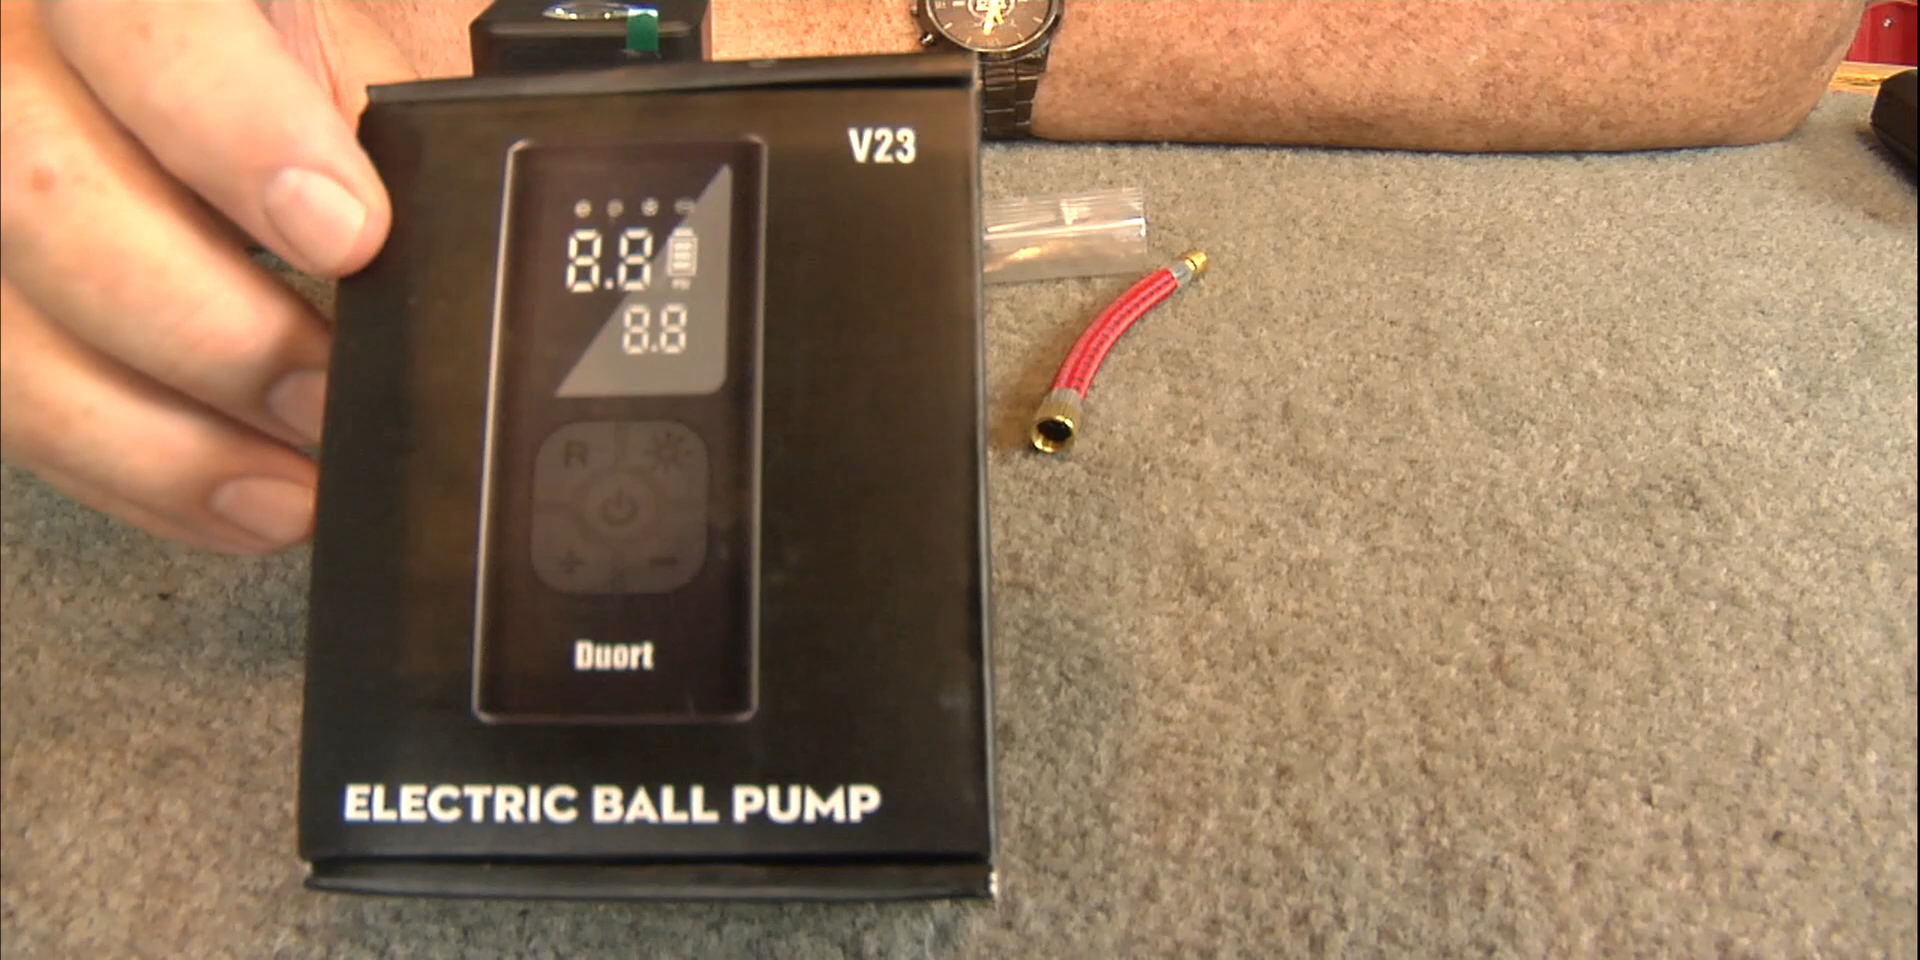 V23
8.8
8.8
R
+ -
Duort
ELECTRIC BALL PUMP